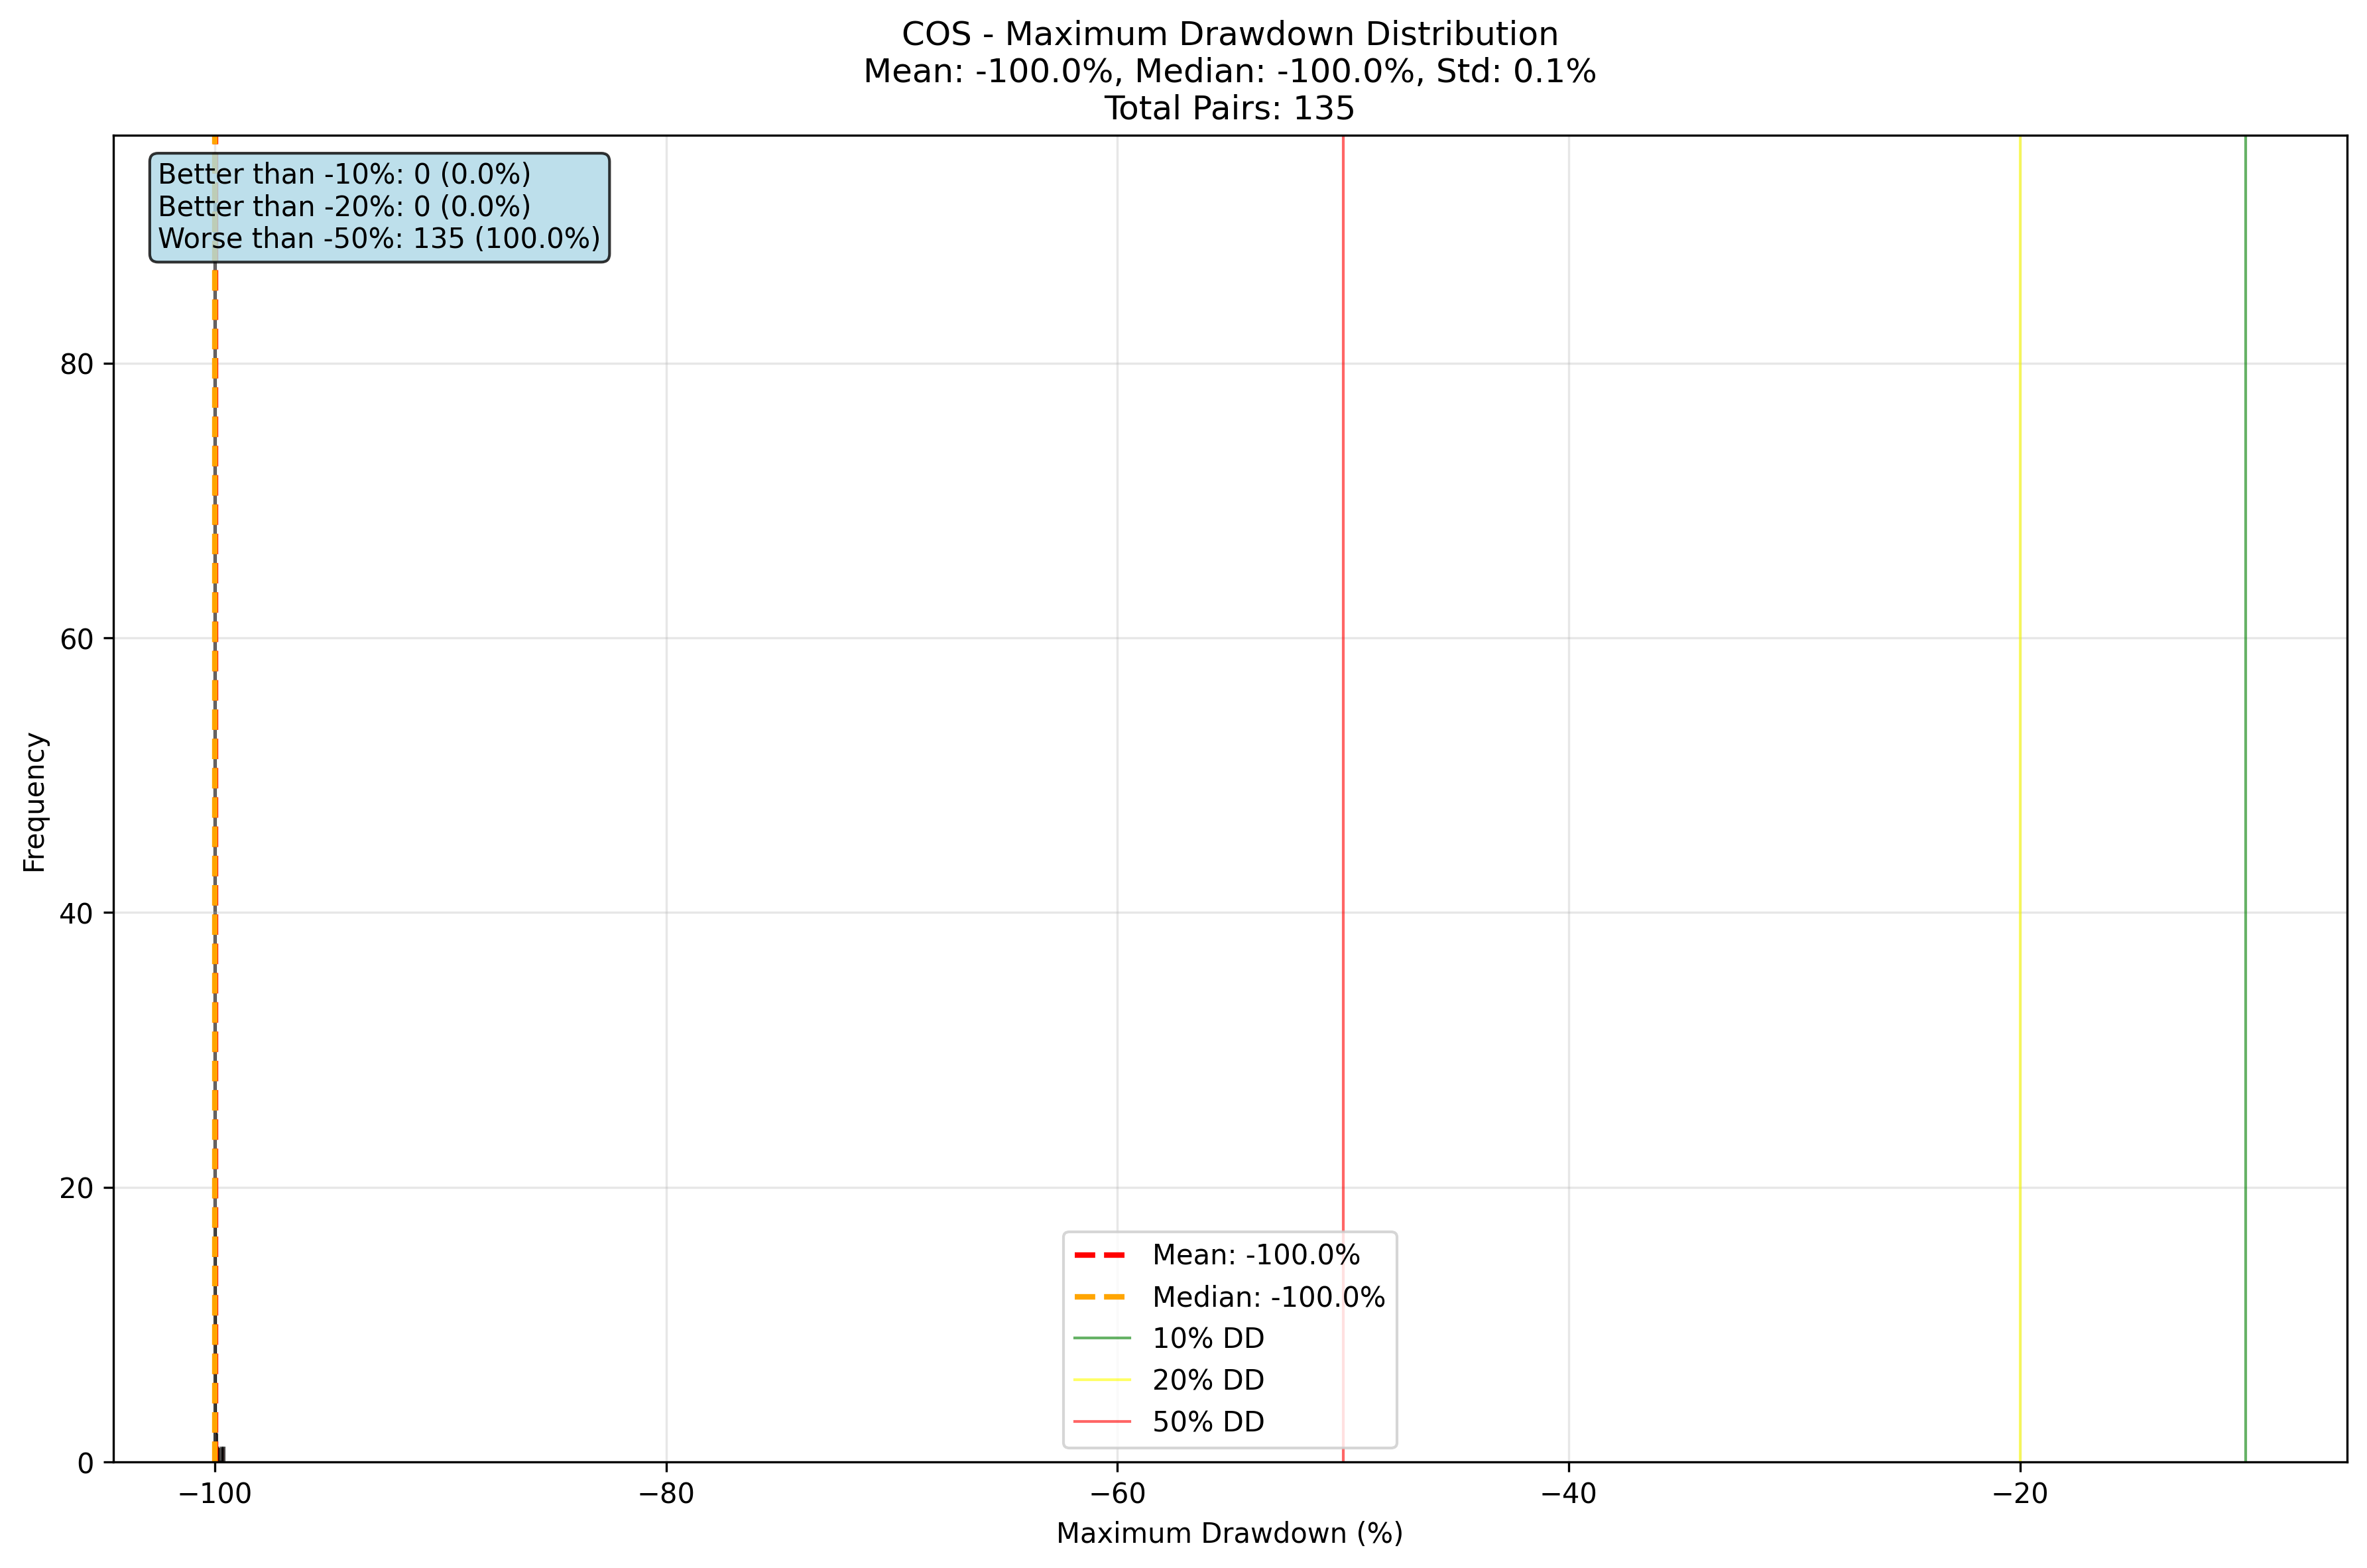 COS - Maximum Drawdown Distribution
Mean: -100.0%, Median: -100.0%, Std: 0.1%
Total Pairs: 135
Better than -10%: 0 (0.0%)
Better than -20%: 0 (0.0%)
Worse than -50%: 135 (100.0%)
80
60
40
20
0
Frequency
Mean: -100.0%
Median: -100.0%
10% DD
20% DD
50% DD
−100
−80
−60
−40
−20
Maximum Drawdown (%)